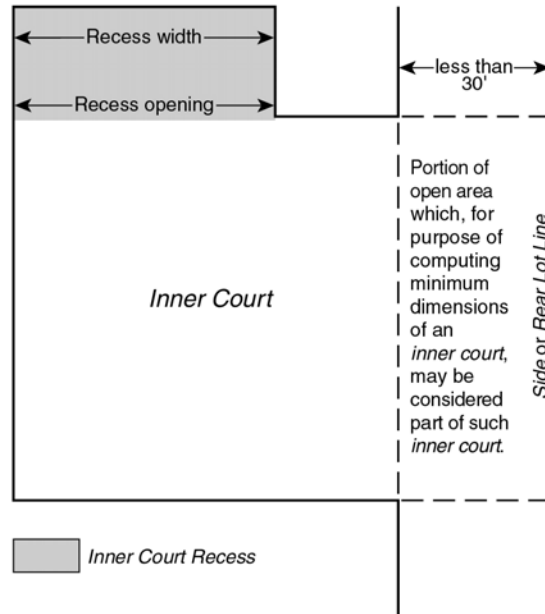 Recess width
less than
30'
Recess opening
Portion of
open area
which, for
purpose of
computing
minimum
dimensions
of an
inner court,
may be
considered
part of such
inner court.
Inner Court
Side or Rear Lot Line
Inner Court Recess